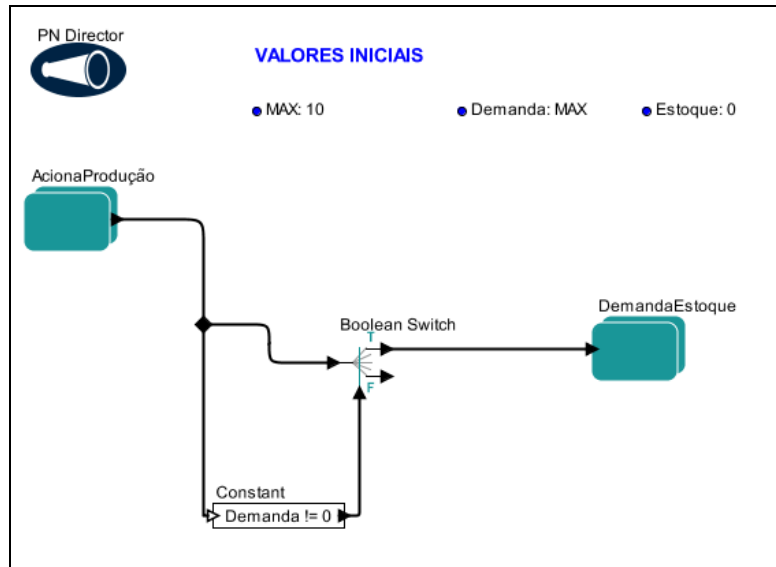 PN Director
VALORES INICIAIS
MAX: 10
Demanda: MAX
Estoque: 0
AcionaProdução
Boolean Switch
T
F
DemandaEstoque
Constant
Demanda != 0